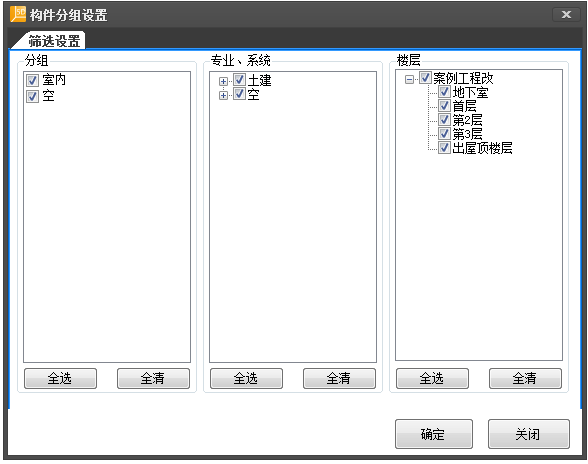 构件分组设置
筛选设置
分组
室内
空
全选
全清
专业、系统
土建
空
全选
全清
楼层
案例工程改
地下室
首层
第2层
第3层
出屋顶楼层
全选
全清
确定
关闭